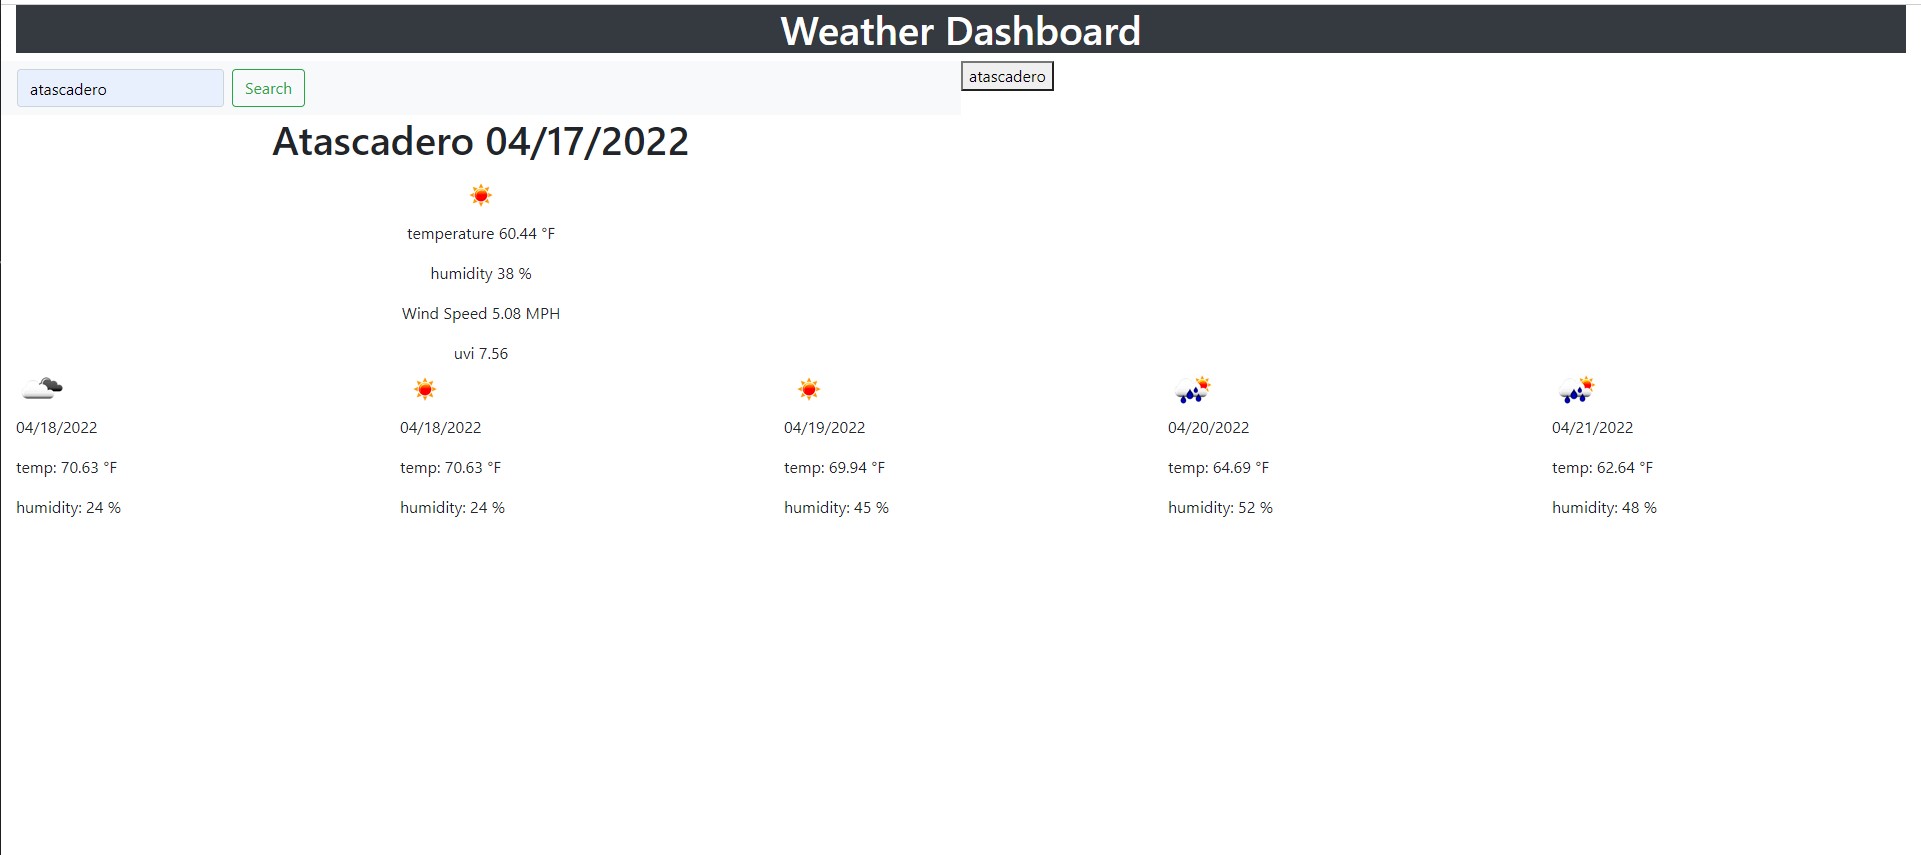 Weather Dashboard
atascadero
Search
atascadero
Atascadero 04/17/2022
temperature 60.44 °F
humidity 38 %
Wind Speed 5.08 MPH
uvi 7.56
04/18/2022
temp: 70.63 °F
humidity: 24 %
04/18/2022
temp: 70.63 °F
humidity: 24 %
04/19/2022
temp: 69.94 °F
humidity: 45 %
04/20/2022
temp: 64.69 °F
humidity: 52 %
04/21/2022
temp: 62.64 °F
humidity: 48 %